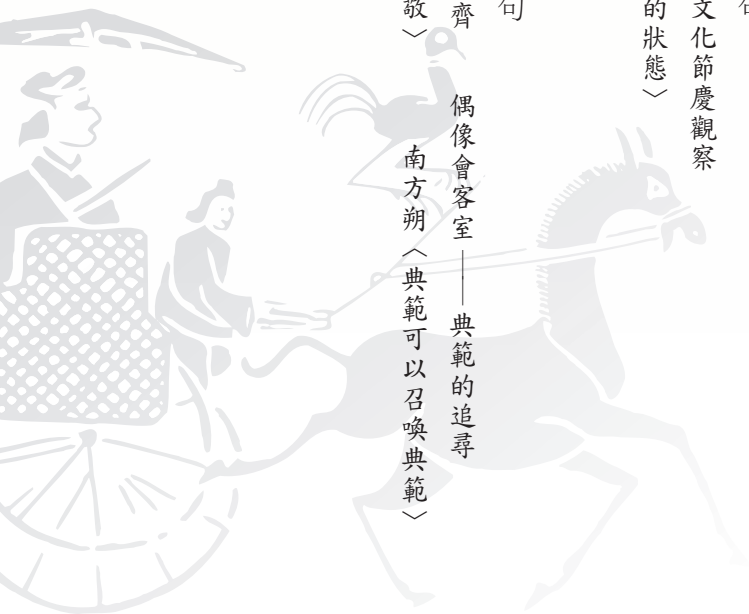 文化節慶觀察
的狀態〉
句
齊　偶像會客室——典範的追尋
敬〉　南方朔〈典範可以召喚典範〉